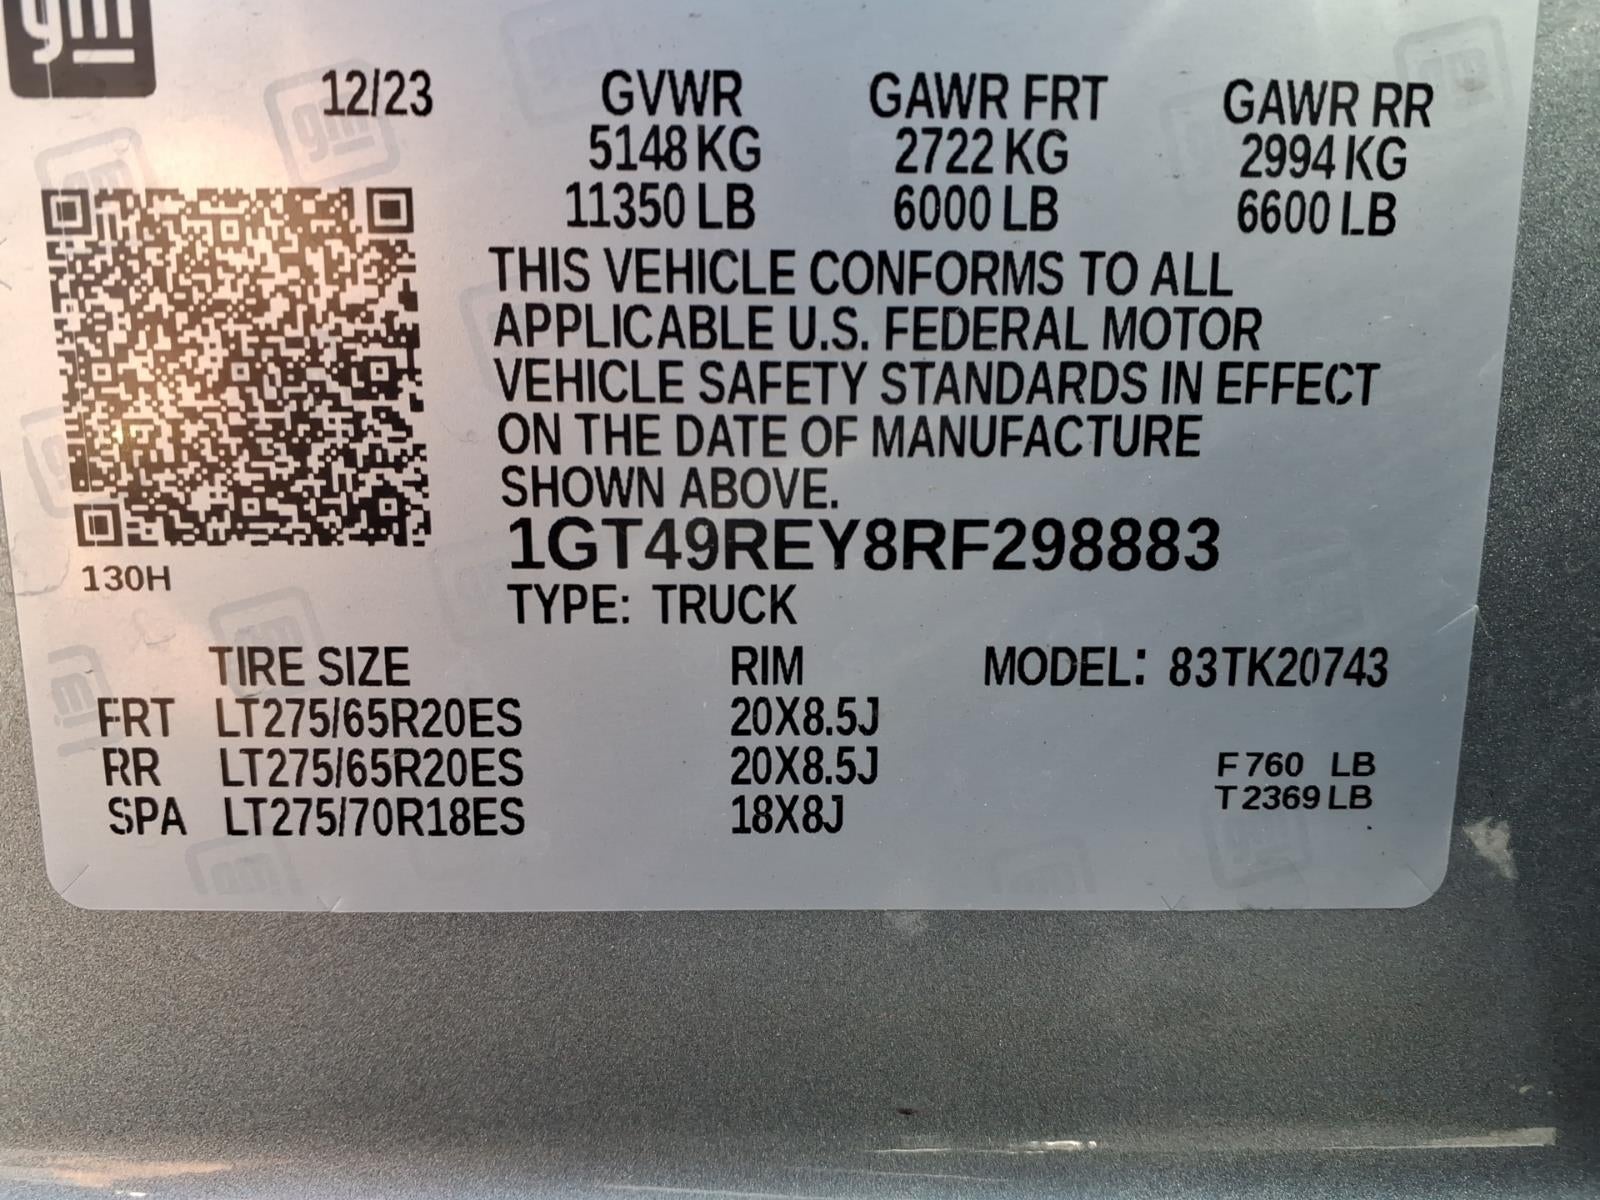 gm
12/23 GVWR GAWR FRT GAWR RR
5148 KG 2722 KG 2994 KG
11350 LB 6000 LB 6600 LB
THIS VEHICLE CONFORMS TO ALL
APPLICABLE U.S. FEDERAL MOTOR
VEHICLE SAFETY STANDARDS IN EFFECT
ON THE DATE OF MANUFACTURE
SHOWN ABOVE.
1GT49REY8RF298883
130H
TYPE: TRUCK
TIRE SIZE RIM MODEL: 83TK20743
FRT LT275/65R20ES 20X8.5J
RR LT275/65R20ES 20X8.5J F 760 LB
T 2369 LB
SPA LT275/70R18ES 18X8J